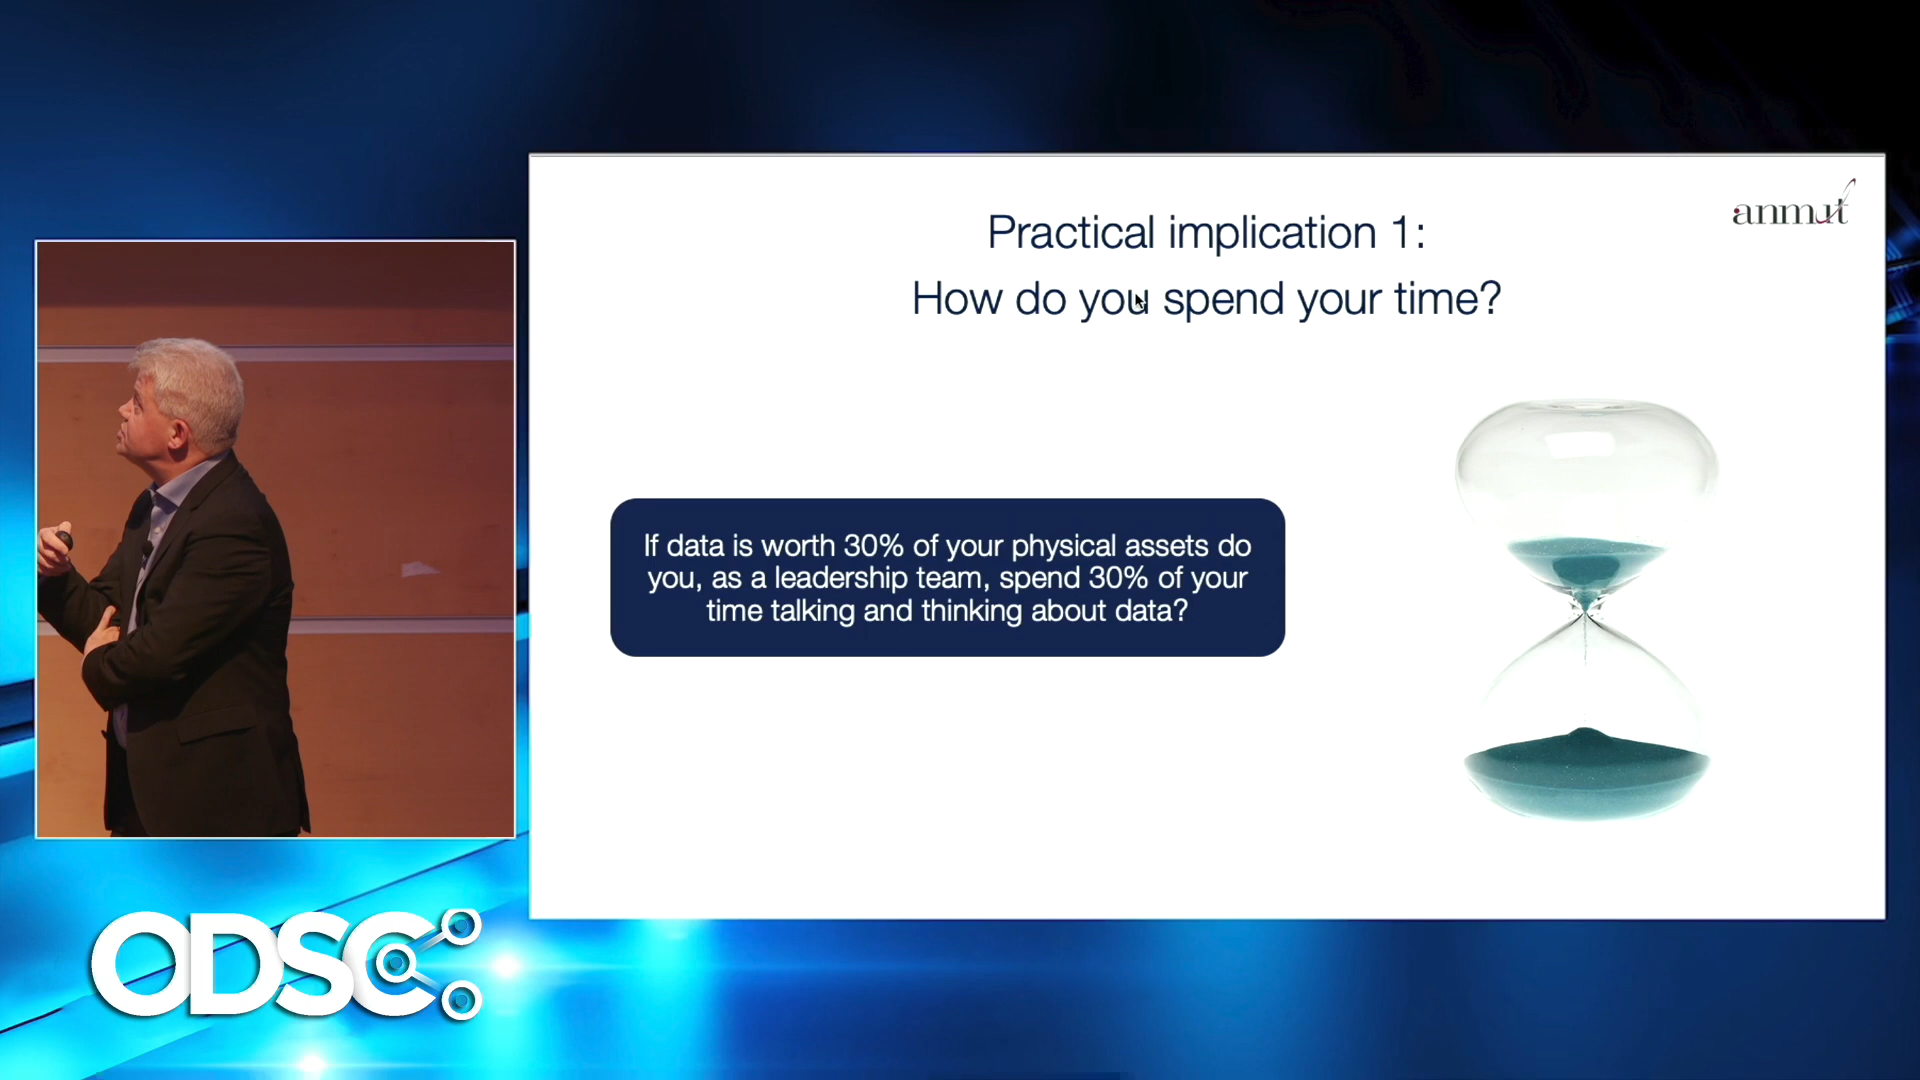 anmut
Practical implication 1:
How do you spend your time?
If data is worth 30% of your physical assets do
you, as a leadership team, spend 30% of your
time talking and thinking about data?
ODSC